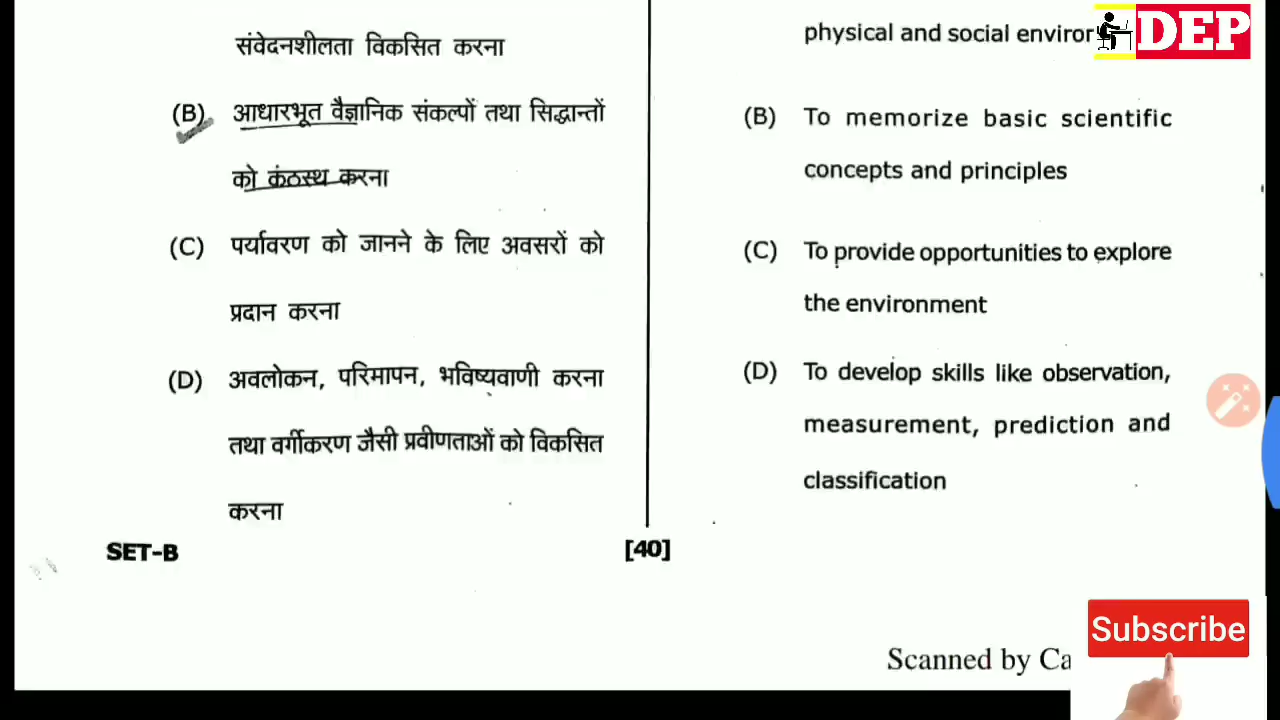 संवेदनशीलता विकसित करना
(B) आधारभूत वैज्ञानिक संकल्पों तथा सिद्धान्तों
को कंठस्थ करना
(C) पर्यावरण को जानने के लिए अवसरों को
प्रदान करना
(D) अवलोकन, परिमापन, भविष्यवाणी करना
तथा वर्गीकरण जैसी प्रवीणताओं को विकसित
करना
SET-B
physical and social
(B) To memorize basic scientific
concepts and principles
(C) To provide opportunities to explore
the environment
(D) To develop skills like observation,
measurement, prediction and
classification
[40]
DEP
Subscribe
Scanned by